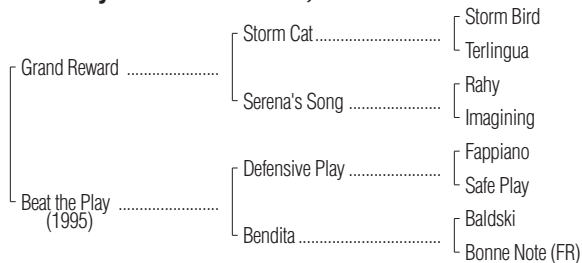 Storm Bird
Storm Cat
Terlingua
Grand Reward
Rahy
Serena's Song
Imagining
Fappiano
Defensive Play
Safe Play
Beat the Play
(1995)
Baldski
Bendita
Bonne Note (FR)